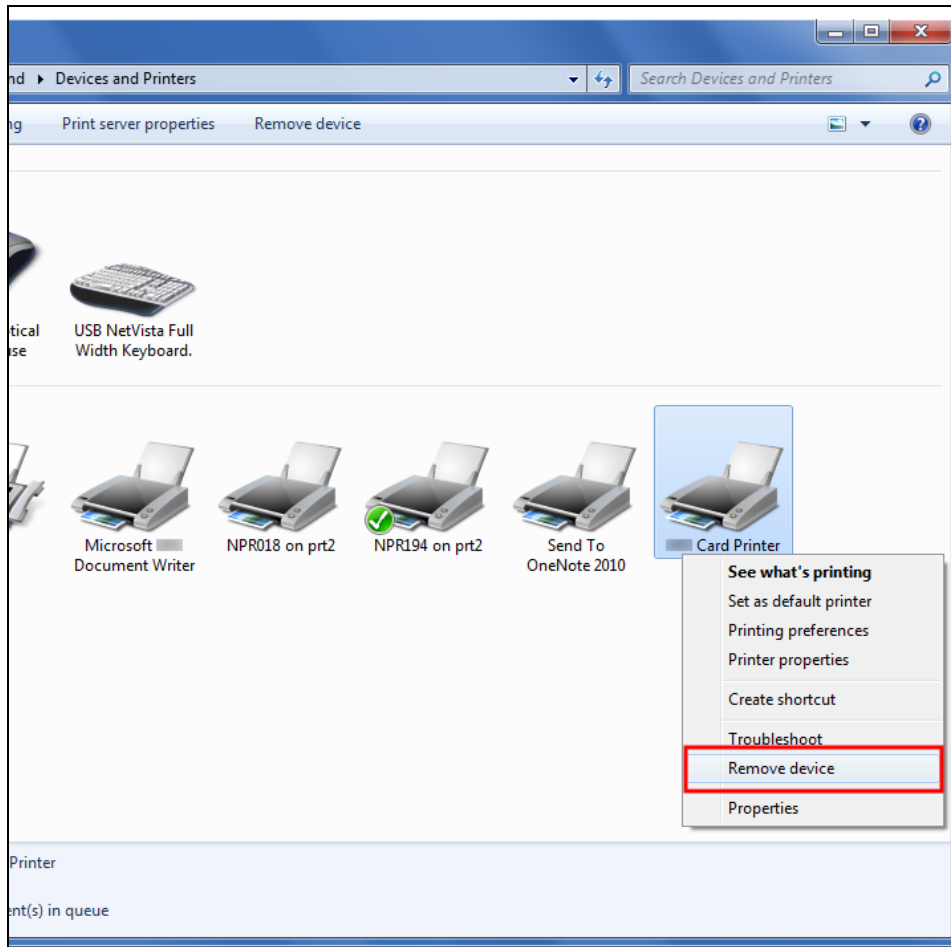 nd ▸ Devices and Printers
Search Devices and Printers
ng Print server properties Remove device
tical
use
USB NetVista Full
Width Keyboard.
Microsoft
Document Writer
NPR018 on prt2
NPR194 on prt2
Send To
OneNote 2010
Card Printer
See what's printing
Set as default printer
Printing preferences
Printer properties
Create shortcut
Troubleshoot
Remove device
Properties
Printer
ent(s) in queue